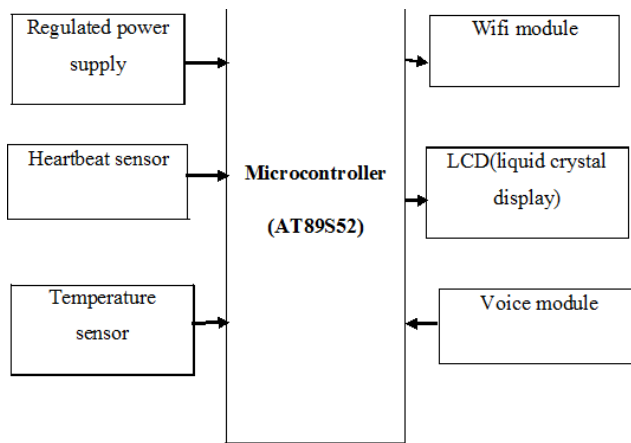 Regulated power
supply
Heartbeat sensor
Temperature
sensor
Microcontroller
(AT89S52)
Wifi module
LCD(liquid crystal
display)
Voice module